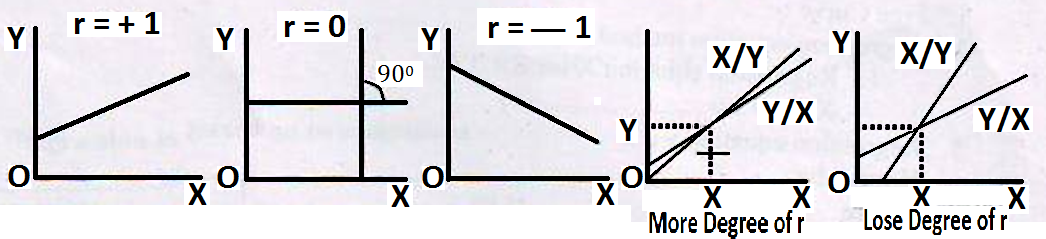 r = + 1
Y
O
X
r = 0
Y
90⁰
O
X
r = — 1
Y
O
X
X/Y
Y/X
Y
O
X
X
More Degree of r
Y
X/Y
Y/X
O
X
X
Lose Degree of r